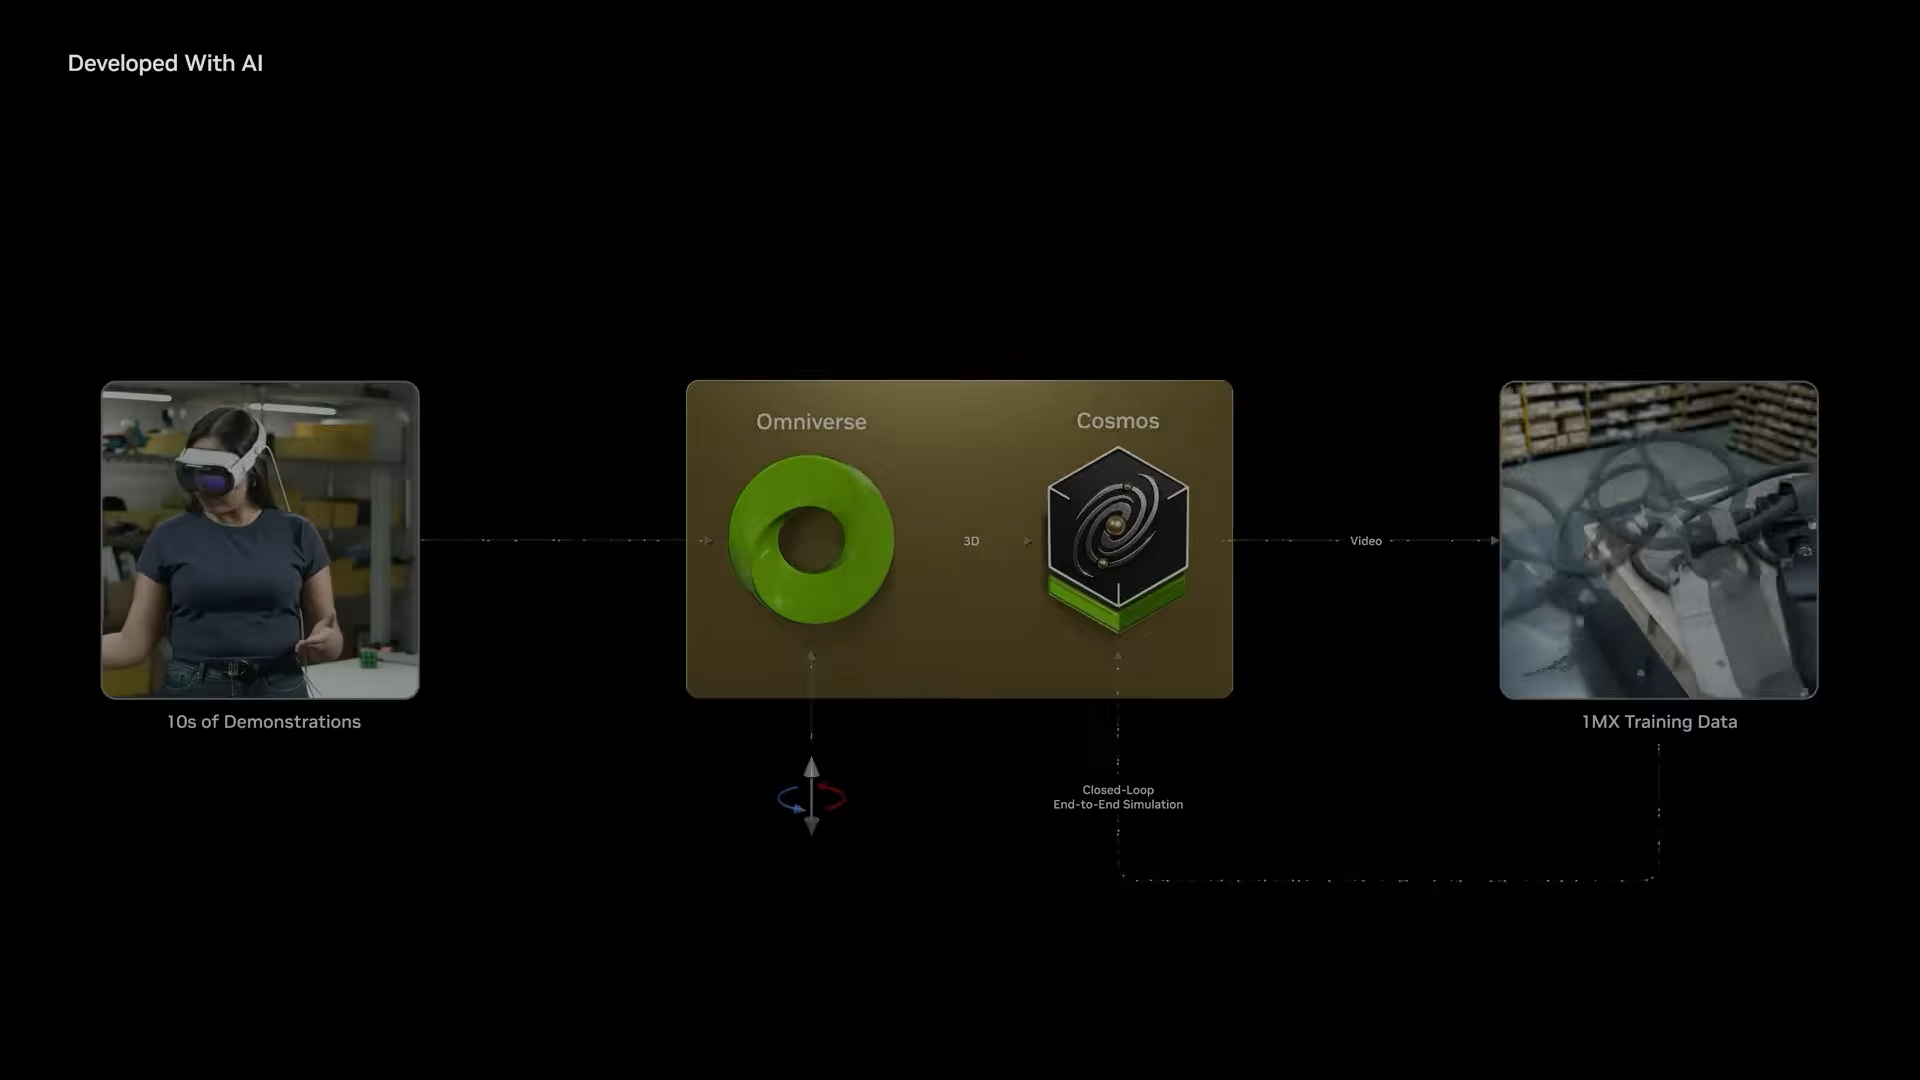 Developed With AI
Omniverse
Cosmos
3D
Video
10s of Demonstrations
1MX Training Data
Closed-Loop
End-to-End Simulation